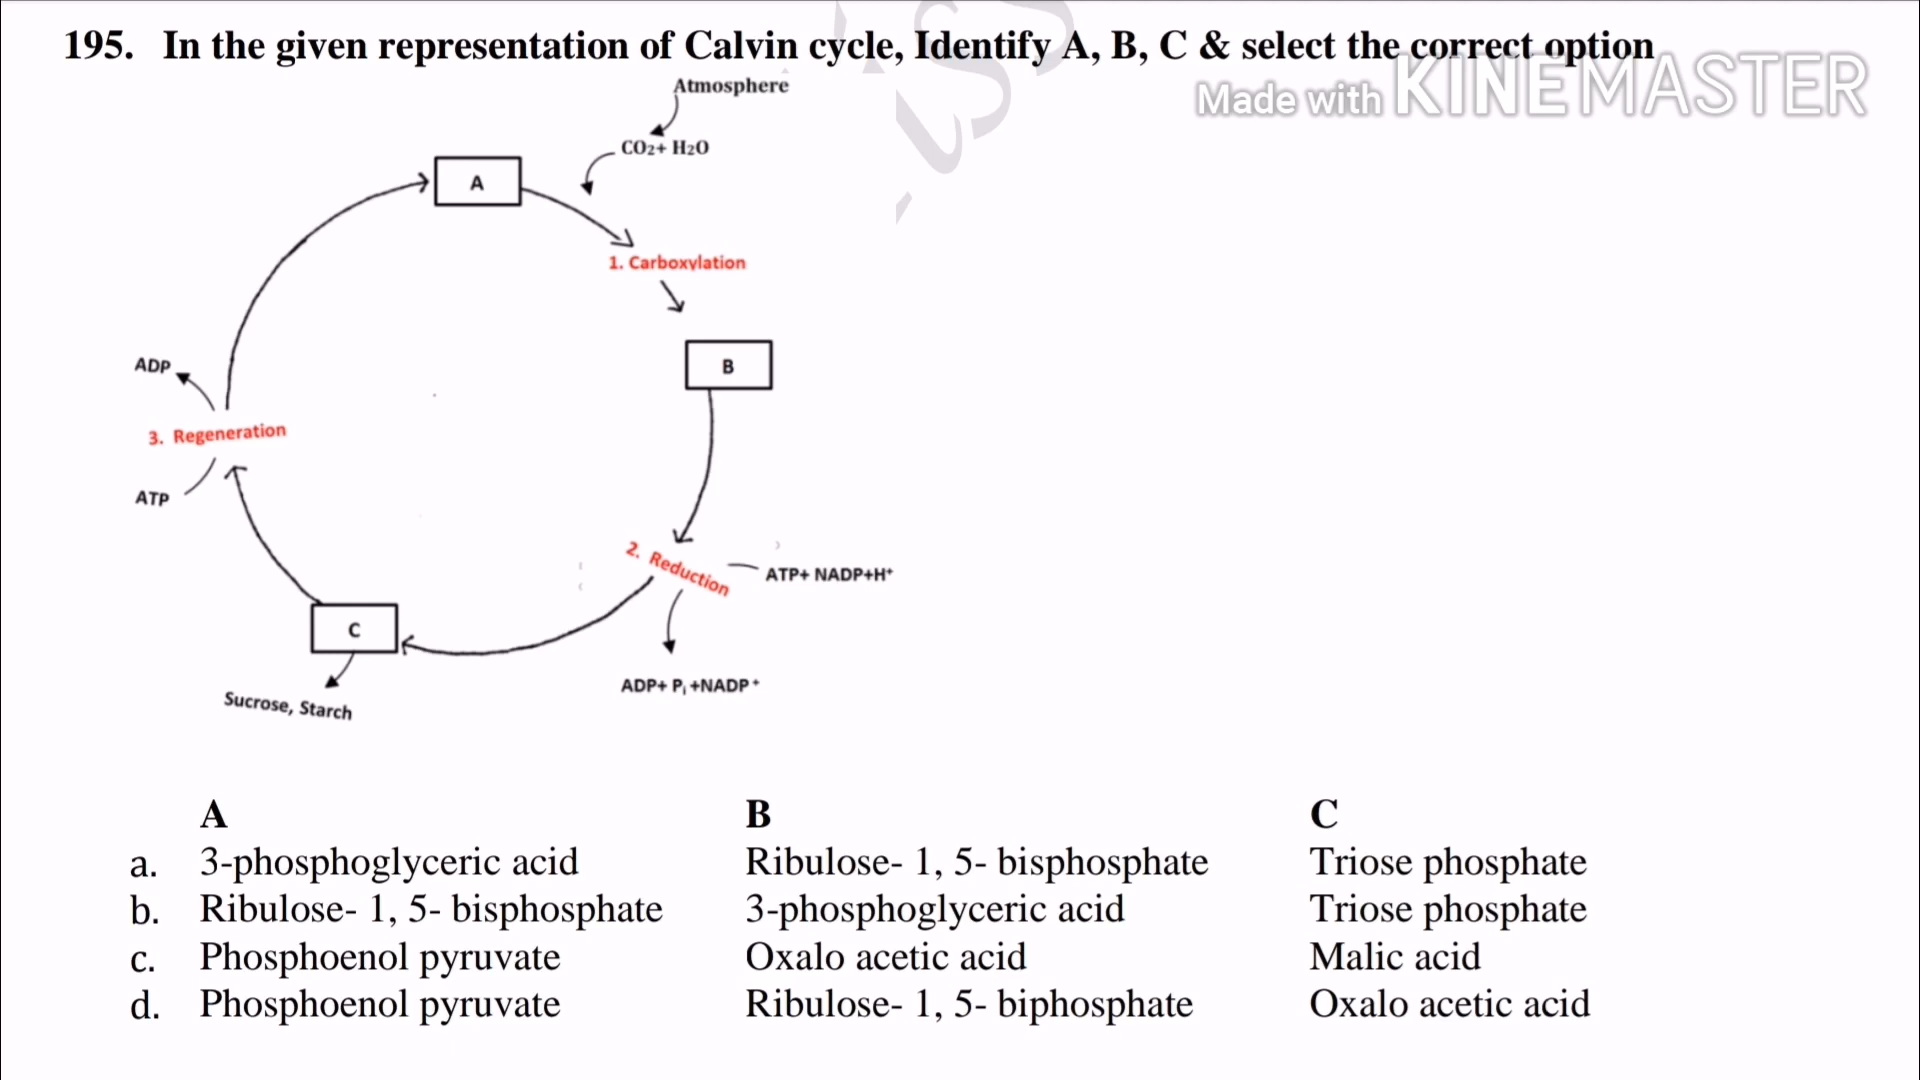 195. In the given representation of Calvin cycle, Identify A, B, C & select the correct option
Made with KINEMASTER
Atmosphere
CO2+ H2O
A
1. Carboxylation
B
ADP
3. Regeneration
ATP
2. Reduction
ATP+ NADP+H+
C
ADP+ Pi +NADP+
Sucrose, Starch
A B C
a. 3-phosphoglyceric acid Ribulose- 1, 5- bisphosphate Triose phosphate
b. Ribulose- 1, 5- bisphosphate 3-phosphoglyceric acid Triose phosphate
c. Phosphoenol pyruvate Oxalo acetic acid Malic acid
d. Phosphoenol pyruvate Ribulose- 1, 5- biphosphate Oxalo acetic acid